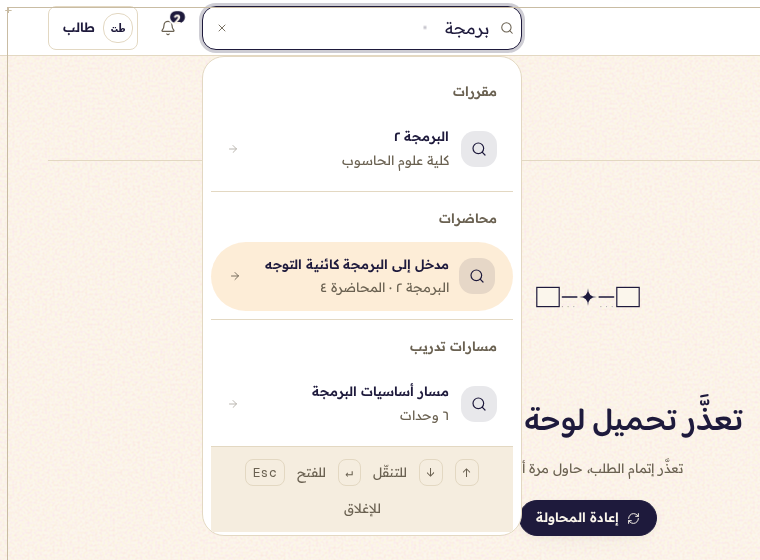 برمجة
2
طت
طالب
مقررات
البرمجة ٢
كلية علوم الحاسوب
محاضرات
مدخل إلى البرمجة كائنية التوجه
البرمجة ٢ · المحاضرة ٤
مسارات تدريب
مسار أساسيات البرمجة
٦ وحدات
↑ ↓ للتنقّل ↵ للفتح Esc
للإغلاق
تعذَّر تحميل لوحة
تعذَّر إتمام الطلب، حاول مرة
إعادة المحاولة